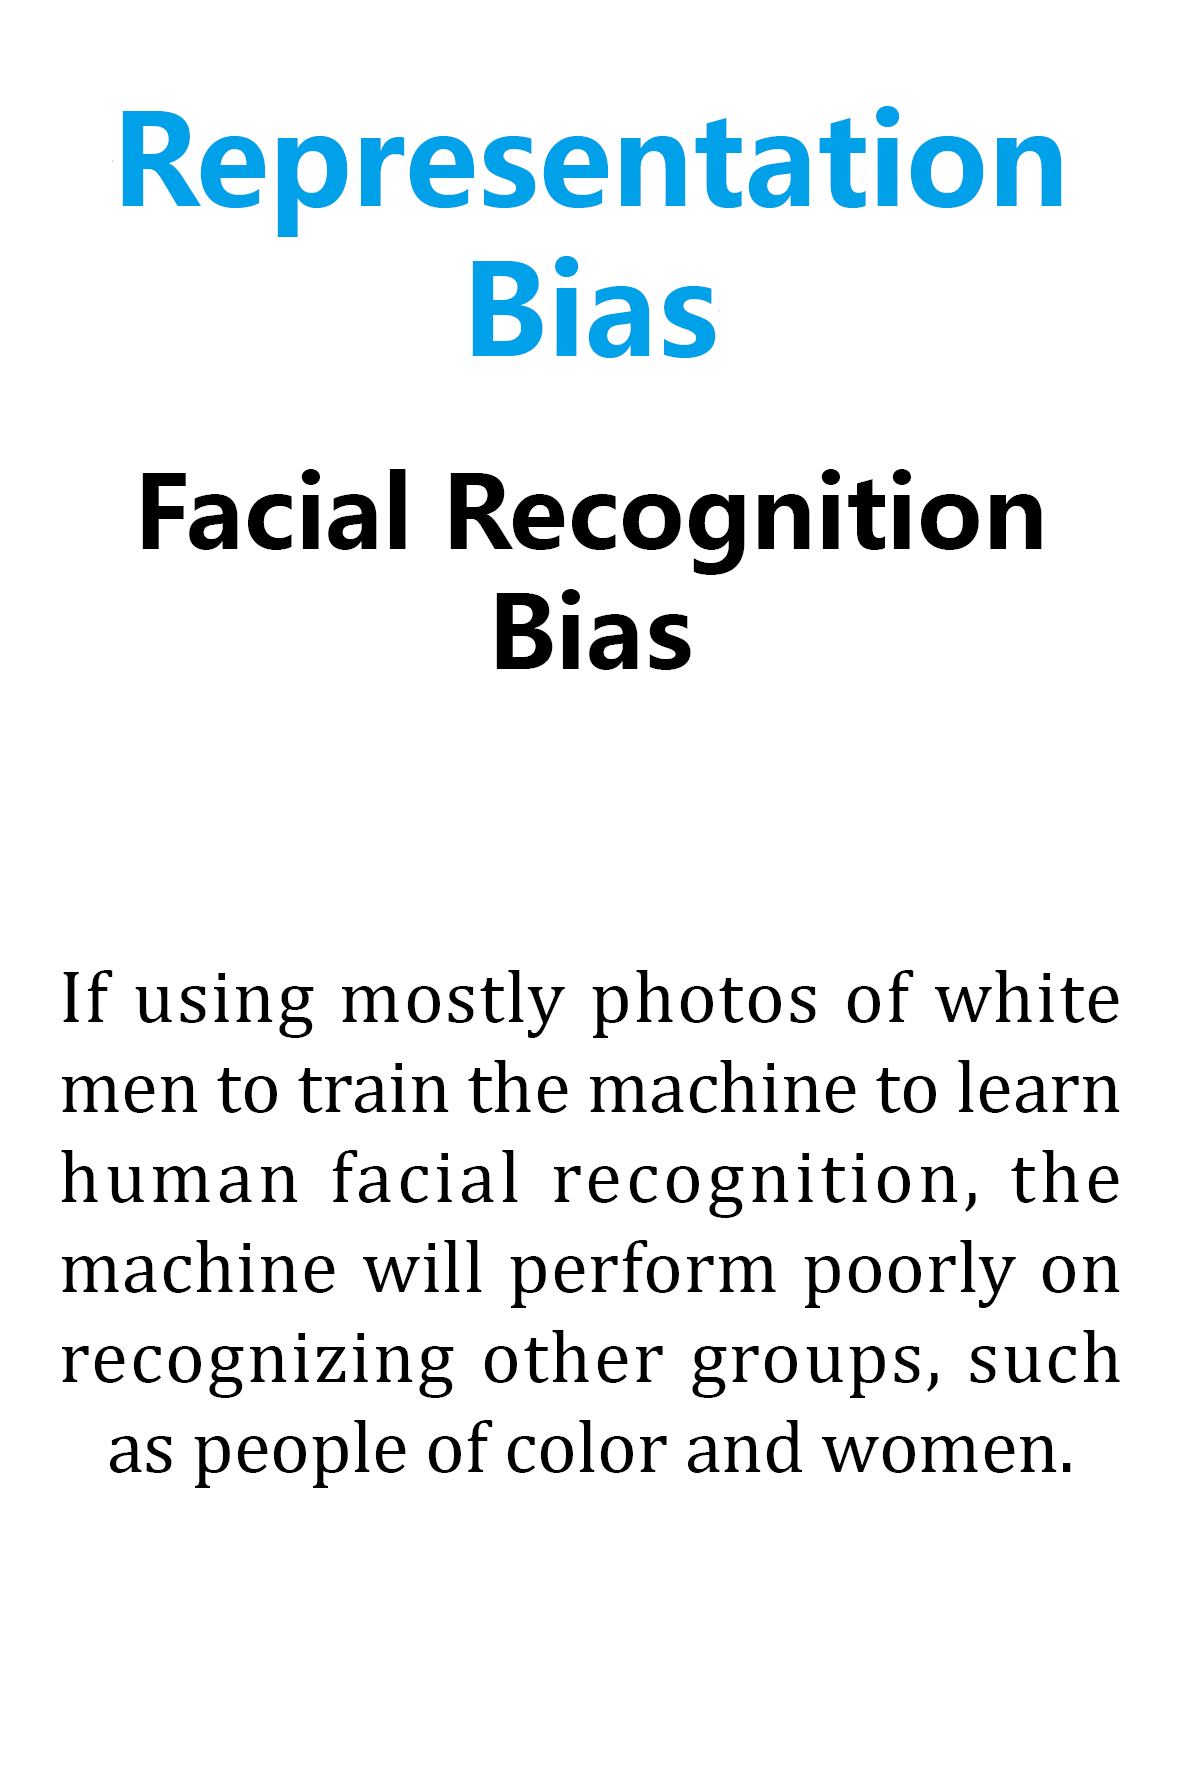 Representation
Bias
Facial Recognition
Bias
If using mostly photos of white
men to train the machine to learn
human facial recognition, the
machine will perform poorly on
recognizing other groups, such
as people of color and women.